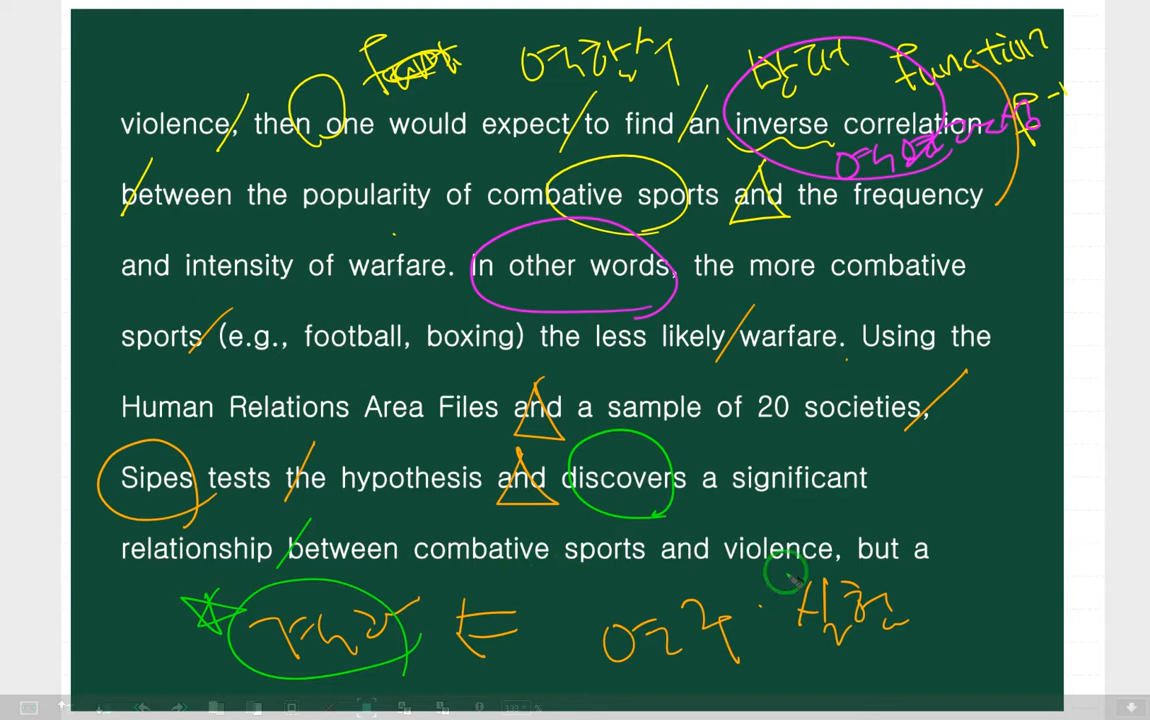 function
violence, then one would expect to find an inverse correlation
f⁻¹
between the popularity of combative sports and the frequency
and intensity of warfare. In other words, the more combative
sports (e.g., football, boxing) the less likely warfare. Using the
Human Relations Area Files and a sample of 20 societies,
Sipes tests the hypothesis and discovers a significant
relationship between combative sports and violence, but a
133 %